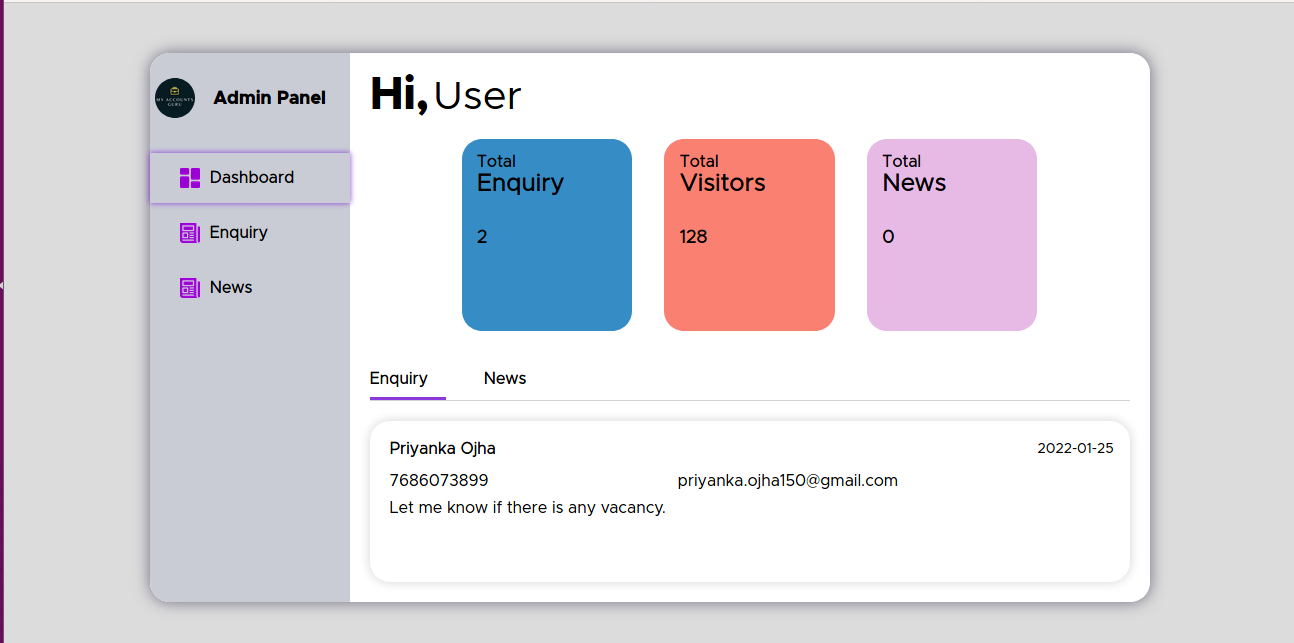 MY ACCOUNTS
GURU
Admin Panel
Dashboard
Enquiry
News
Hi, User
Total
Enquiry
2
Total
Visitors
128
Total
News
0
Enquiry News
Priyanka Ojha 2022-01-25
7686073899 priyanka.ojha150@gmail.com
Let me know if there is any vacancy.